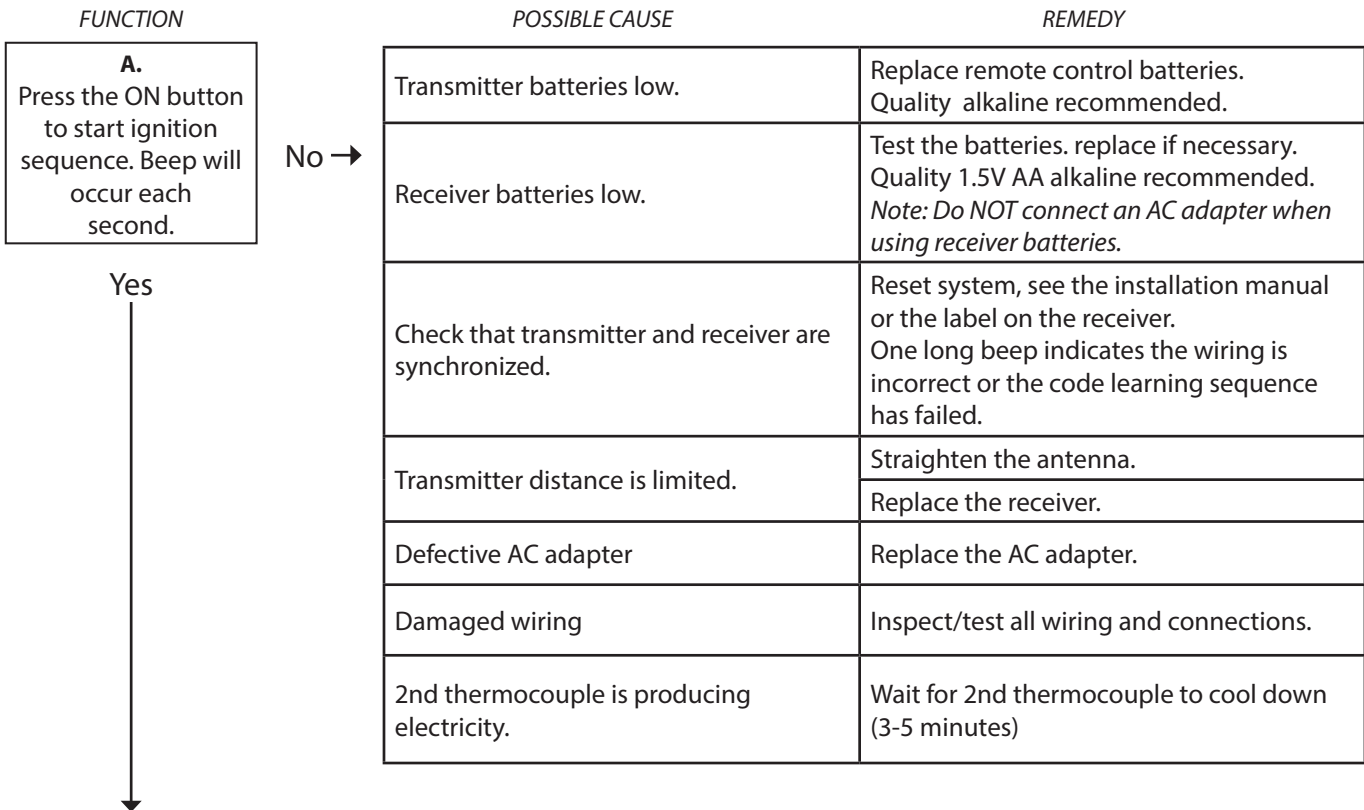 FUNCTION
POSSIBLE CAUSE
REMEDY
A.
Press the ON button
to start ignition
sequence. Beep will
occur each
second.
No →
Yes
Transmitter batteries low.
Replace remote control batteries.
Quality alkaline recommended.
Receiver batteries low.
Test the batteries. replace if necessary.
Quality 1.5V AA alkaline recommended.
Note: Do NOT connect an AC adapter when
using receiver batteries.
Check that transmitter and receiver are
synchronized.
Reset system, see the installation manual
or the label on the receiver.
One long beep indicates the wiring is
incorrect or the code learning sequence
has failed.
Transmitter distance is limited.
Straighten the antenna.
Replace the receiver.
Defective AC adapter
Replace the AC adapter.
Damaged wiring
Inspect/test all wiring and connections.
2nd thermocouple is producing
electricity.
Wait for 2nd thermocouple to cool down
(3-5 minutes)